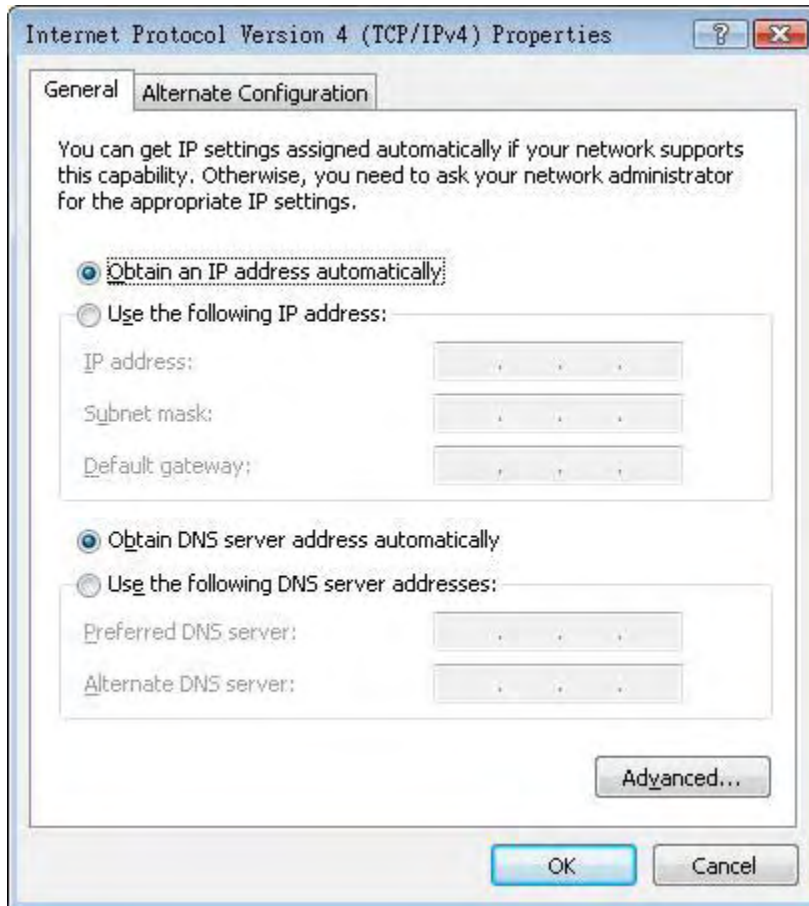 Internet Protocol Version 4 (TCP/IPv4) Properties
General
Alternate Configuration
You can get IP settings assigned automatically if your network supports
this capability. Otherwise, you need to ask your network administrator
for the appropriate IP settings.
Obtain an IP address automatically
Use the following IP address:
IP address:
Subnet mask:
Default gateway:
Obtain DNS server address automatically
Use the following DNS server addresses:
Preferred DNS server:
Alternate DNS server:
Advanced...
OK
Cancel